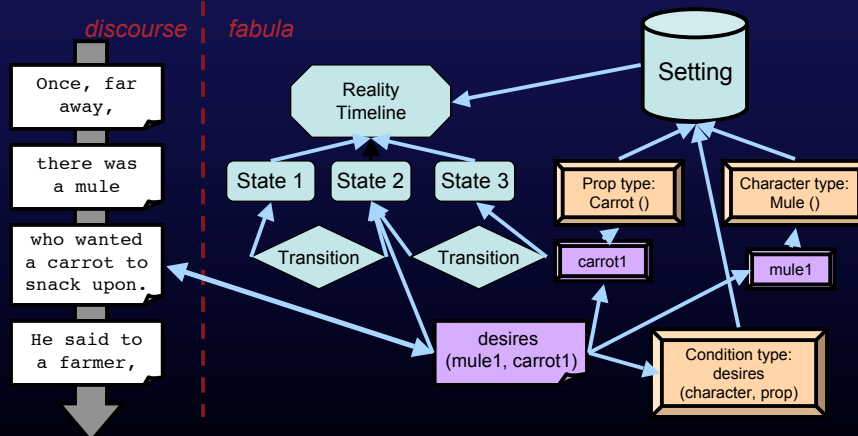 discourse
fabula
Once, far
away,
there was
a mule
who wanted
a carrot to
snack upon.
He said to
a farmer,
Reality
Timeline
Setting
State 1
State 2
State 3
Prop type:
Carrot ()
Character type:
Mule ()
Transition
Transition
carrot1
mule1
desires
(mule1, carrot1)
Condition type:
desires
(character, prop)